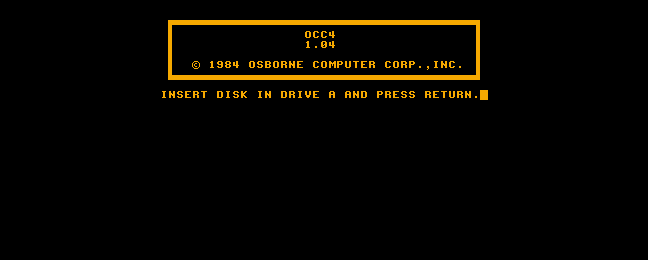 OCC4
1.04
© 1984 OSBORNE COMPUTER CORP.,INC.
INSERT DISK IN DRIVE A AND PRESS RETURN.